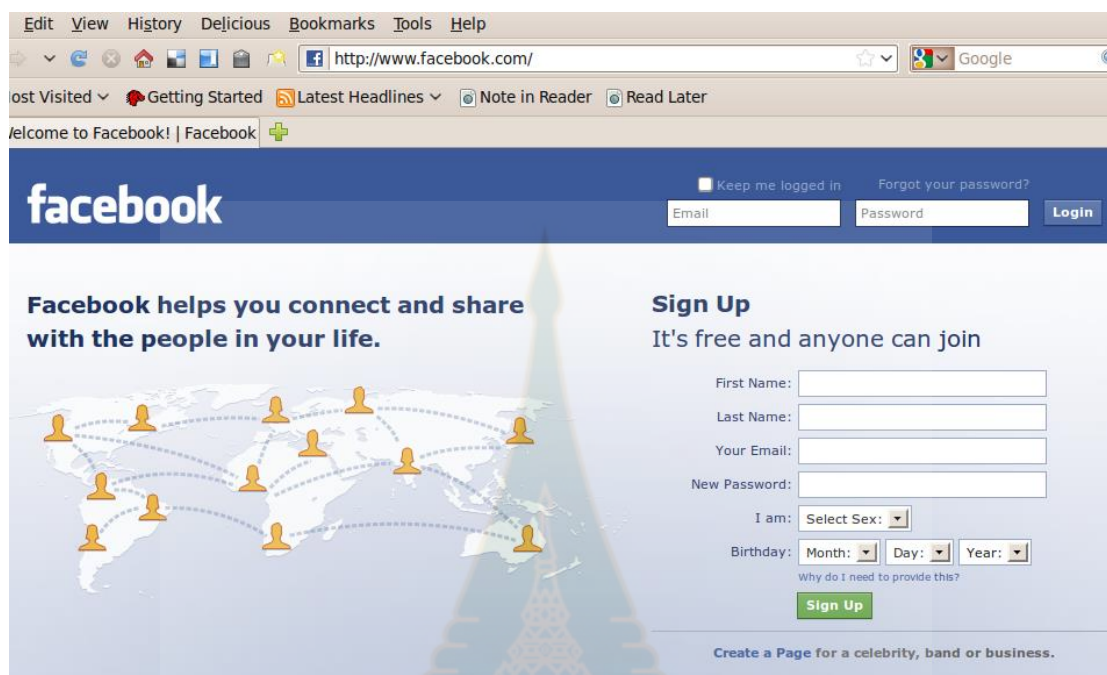 Edit View History Delicious Bookmarks Tools Help
http://www.facebook.com/ Google
Most Visited Getting Started Latest Headlines Note in Reader Read Later
Welcome to Facebook! | Facebook
facebook
Keep me logged in Forgot your password?
Email Password Login
Facebook helps you connect and share
with the people in your life.
Sign Up
It's free and anyone can join
First Name:
Last Name:
Your Email:
New Password:
I am: Select Sex:
Birthday: Month: Day: Year:
Why do I need to provide this?
Sign Up
Create a Page for a celebrity, band or business.